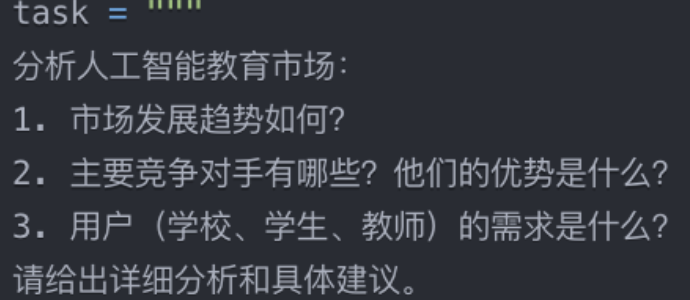 task = """
分析人工智能教育市场：
1. 市场发展趋势如何？
2. 主要竞争对手有哪些？他们的优势是什么？
3. 用户（学校、学生、教师）的需求是什么？
请给出详细分析和具体建议。